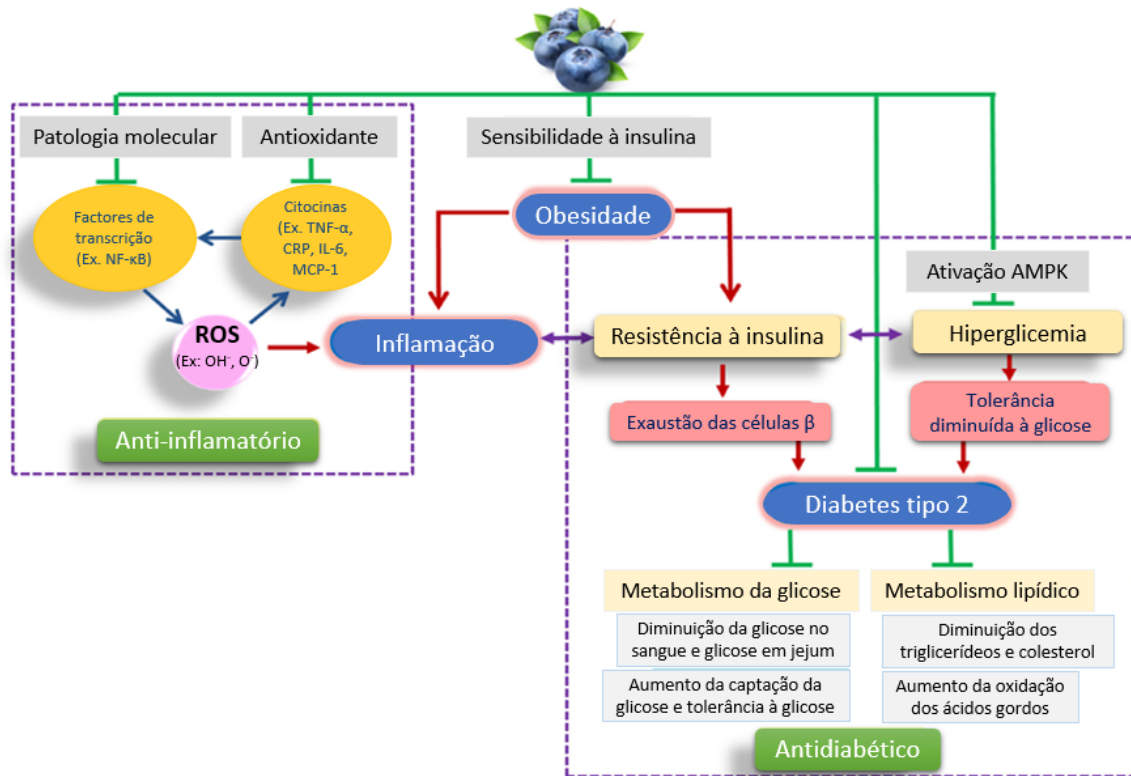 Patologia molecular
Antioxidante
Sensibilidade à insulina
Factores de
transcrição
(Ex. NF-κB)
Citocinas
(Ex. TNF-α,
CRP, IL-6,
MCP-1
Obesidade
Ativação AMPK
ROS
(Ex: OH⁻, O⁻)
Inflamação
Resistência à insulina
Hiperglicemia
Anti-inflamatório
Exaustão das células β
Tolerância
diminuída à glicose
Diabetes tipo 2
Metabolismo da glicose
Metabolismo lipídico
Diminuição da glicose no
sangue e glicose em jejum
Diminuição dos
triglicerídeos e colesterol
Aumento da captação da
glicose e tolerância à glicose
Aumento da oxidação
dos ácidos gordos
Antidiabético